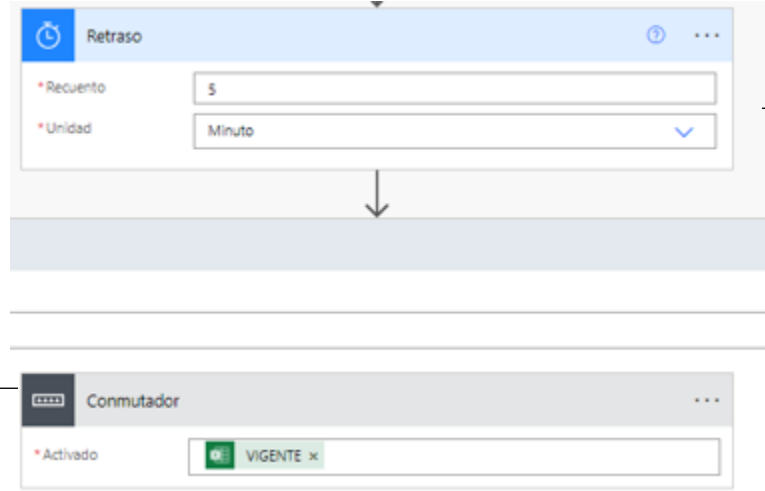 Retraso
* Recuento 5
* Unidad Minuto
Conmutador
* Activado VIGENTE ×